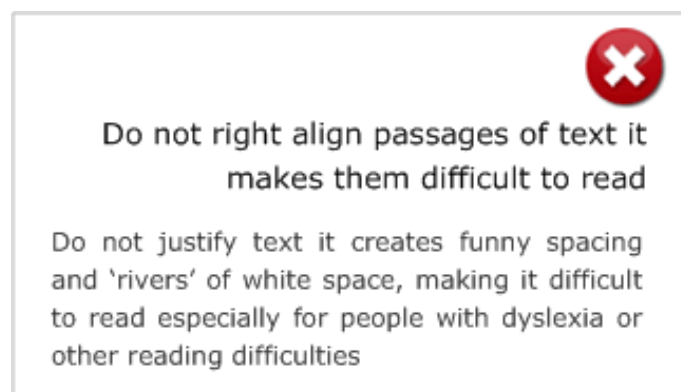 Do not right align passages of text it
makes them difficult to read
Do not justify text it creates funny spacing
and ‘rivers’ of white space, making it difficult
to read especially for people with dyslexia or
other reading difficulties